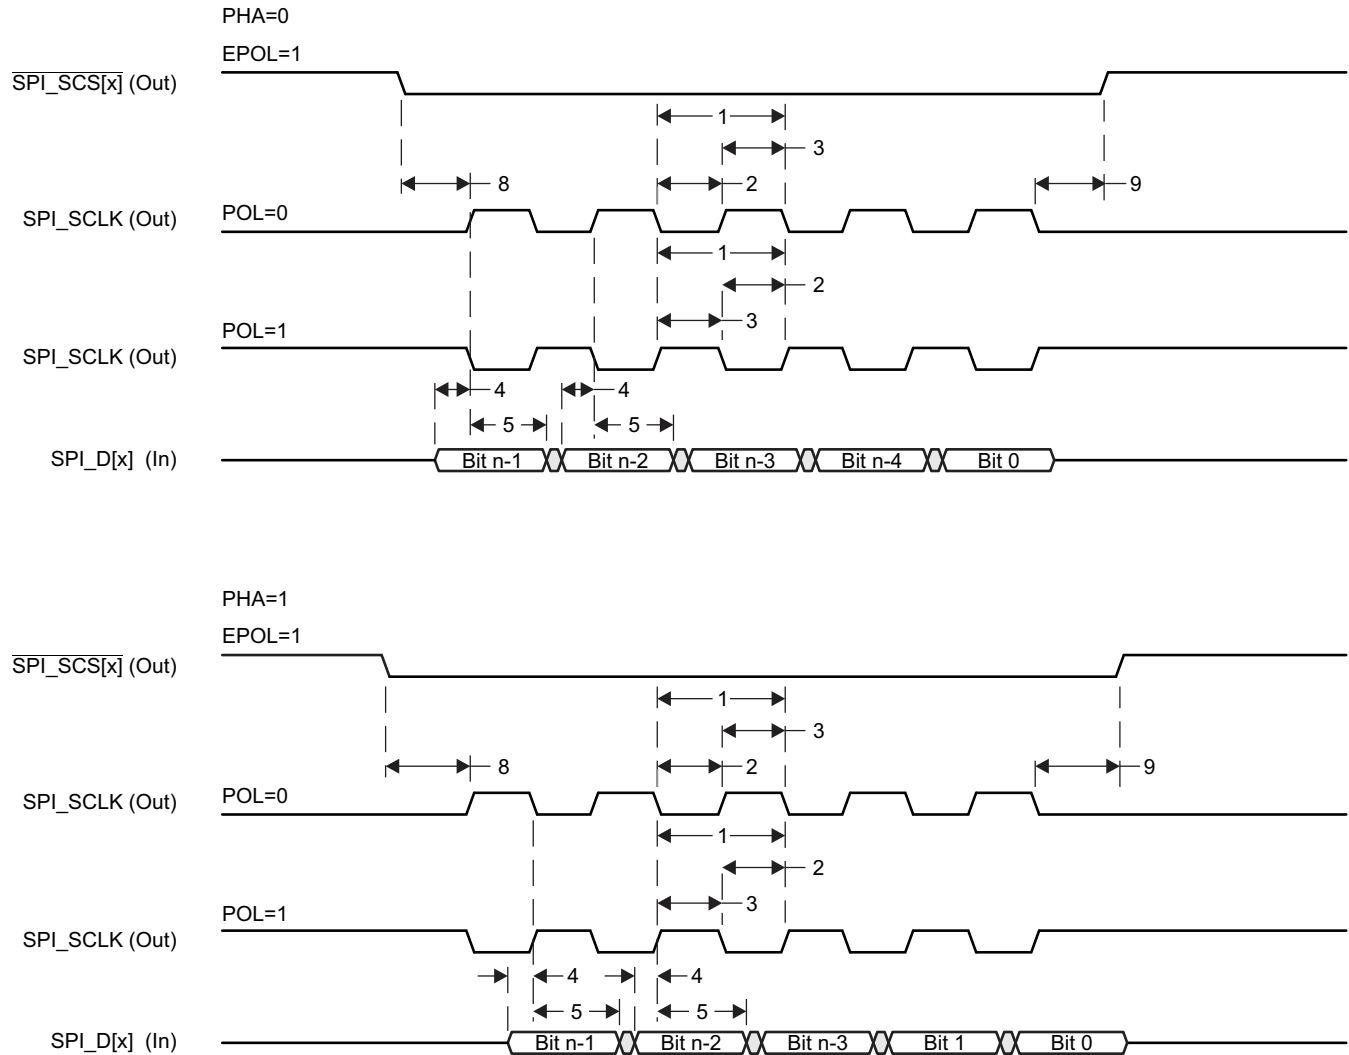 PHA=0
EPOL=1
SPI_SCS[x] (Out)
1
3
8
2
9
SPI_SCLK (Out)
POL=0
1
2
3
POL=1
SPI_SCLK (Out)
4
4
5
5
SPI_D[x] (In)
Bit n-1
Bit n-2
Bit n-3
Bit n-4
Bit 0
PHA=1
EPOL=1
SPI_SCS[x] (Out)
1
3
8
2
9
SPI_SCLK (Out)
POL=0
1
2
3
POL=1
SPI_SCLK (Out)
4
4
5
5
SPI_D[x] (In)
Bit n-1
Bit n-2
Bit n-3
Bit 1
Bit 0